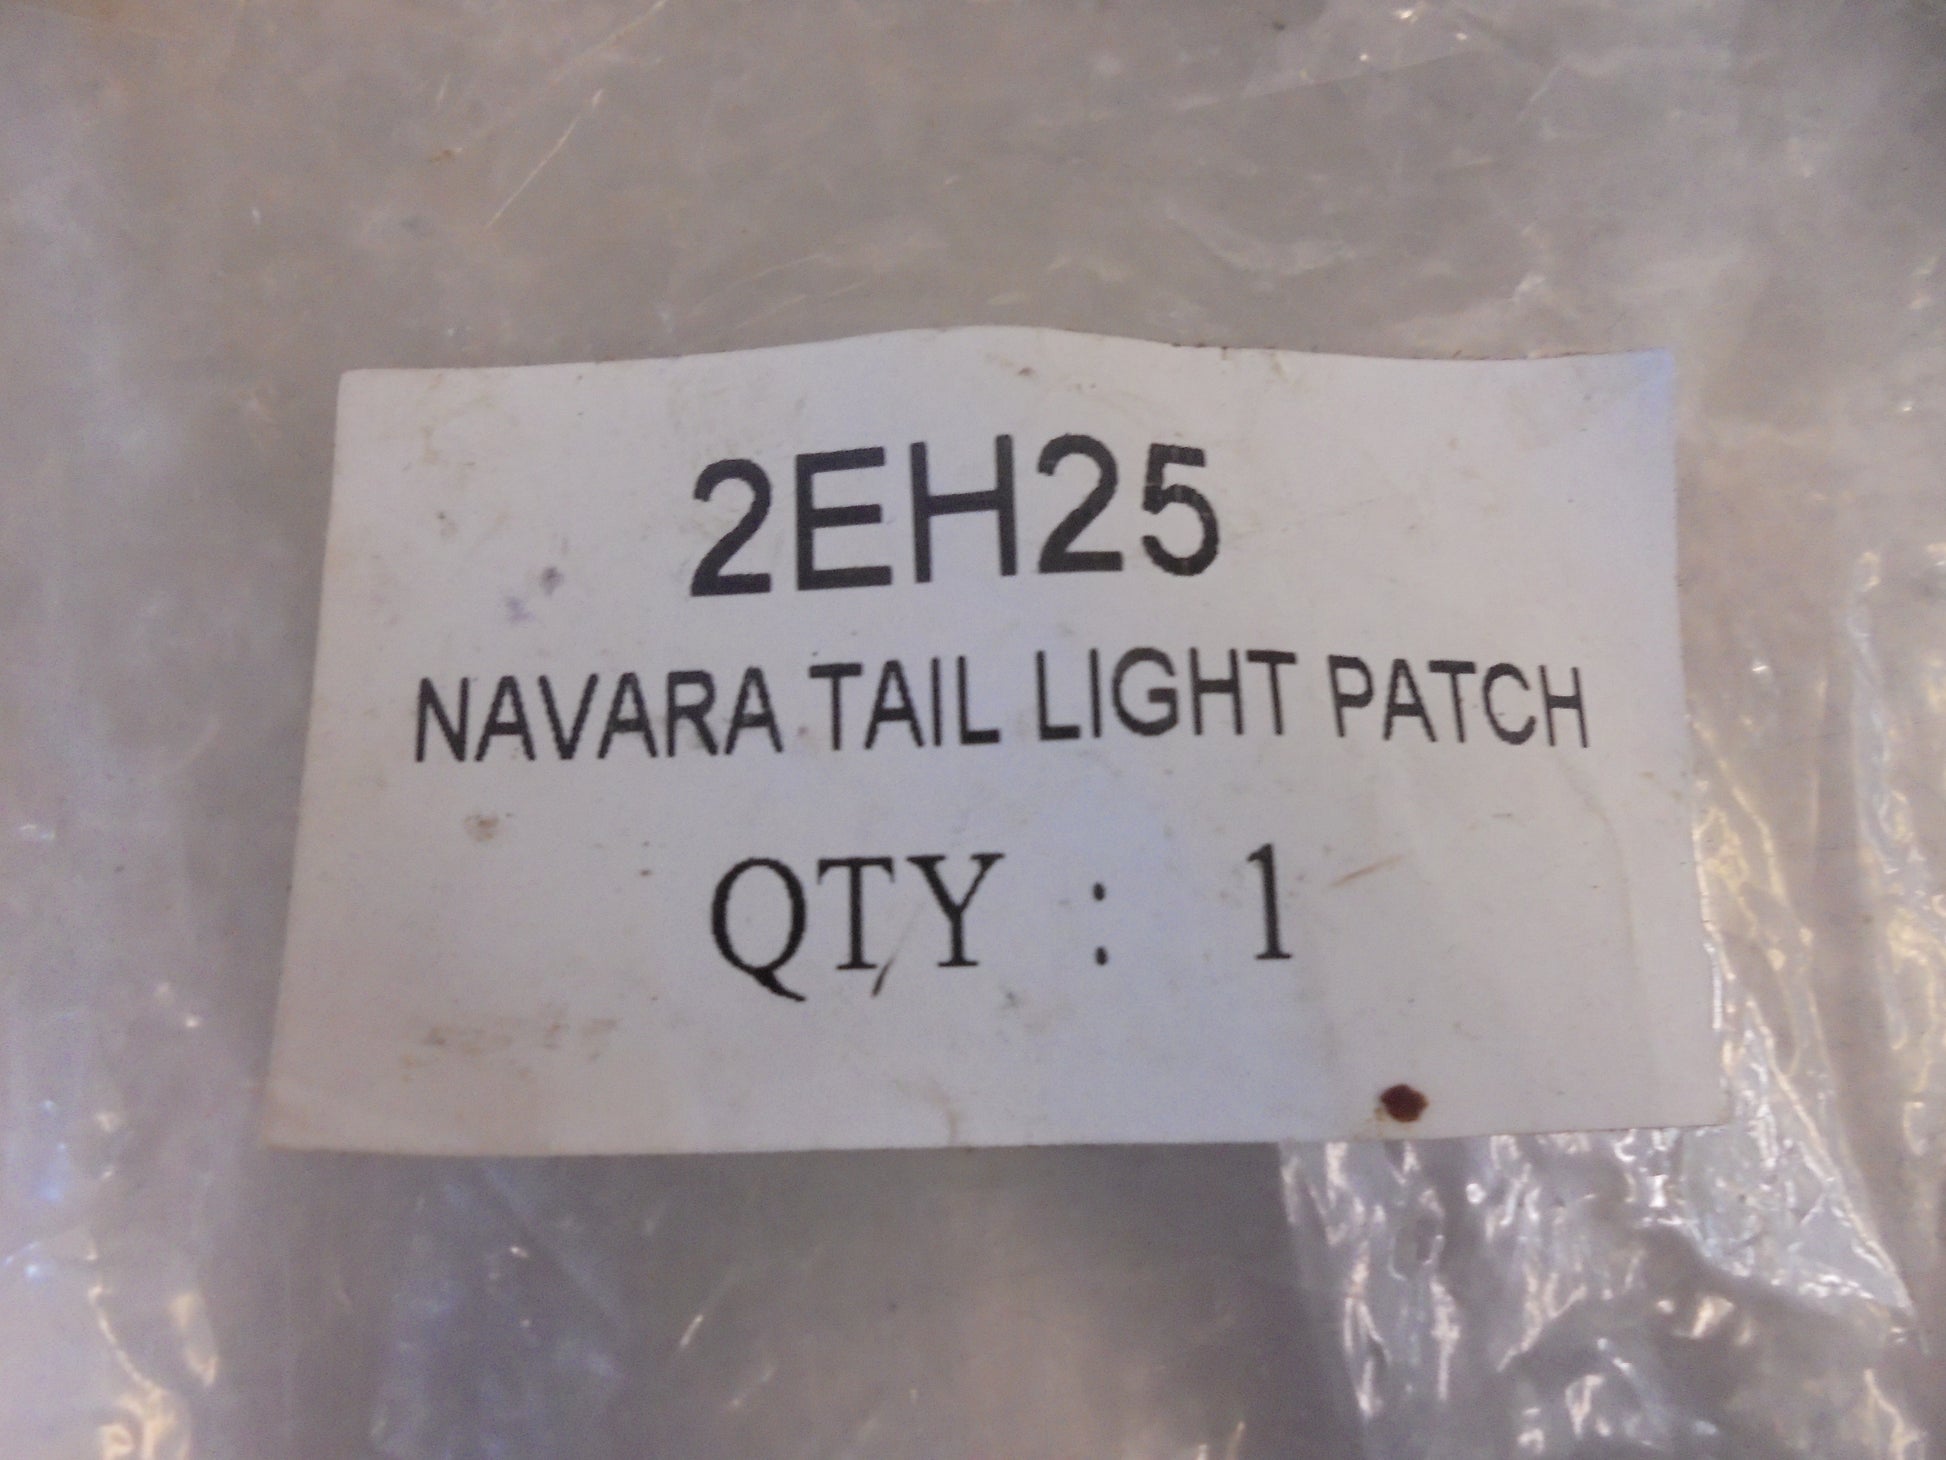 2EH25
NAVARA TAIL LIGHT PATCH
QTY : 1